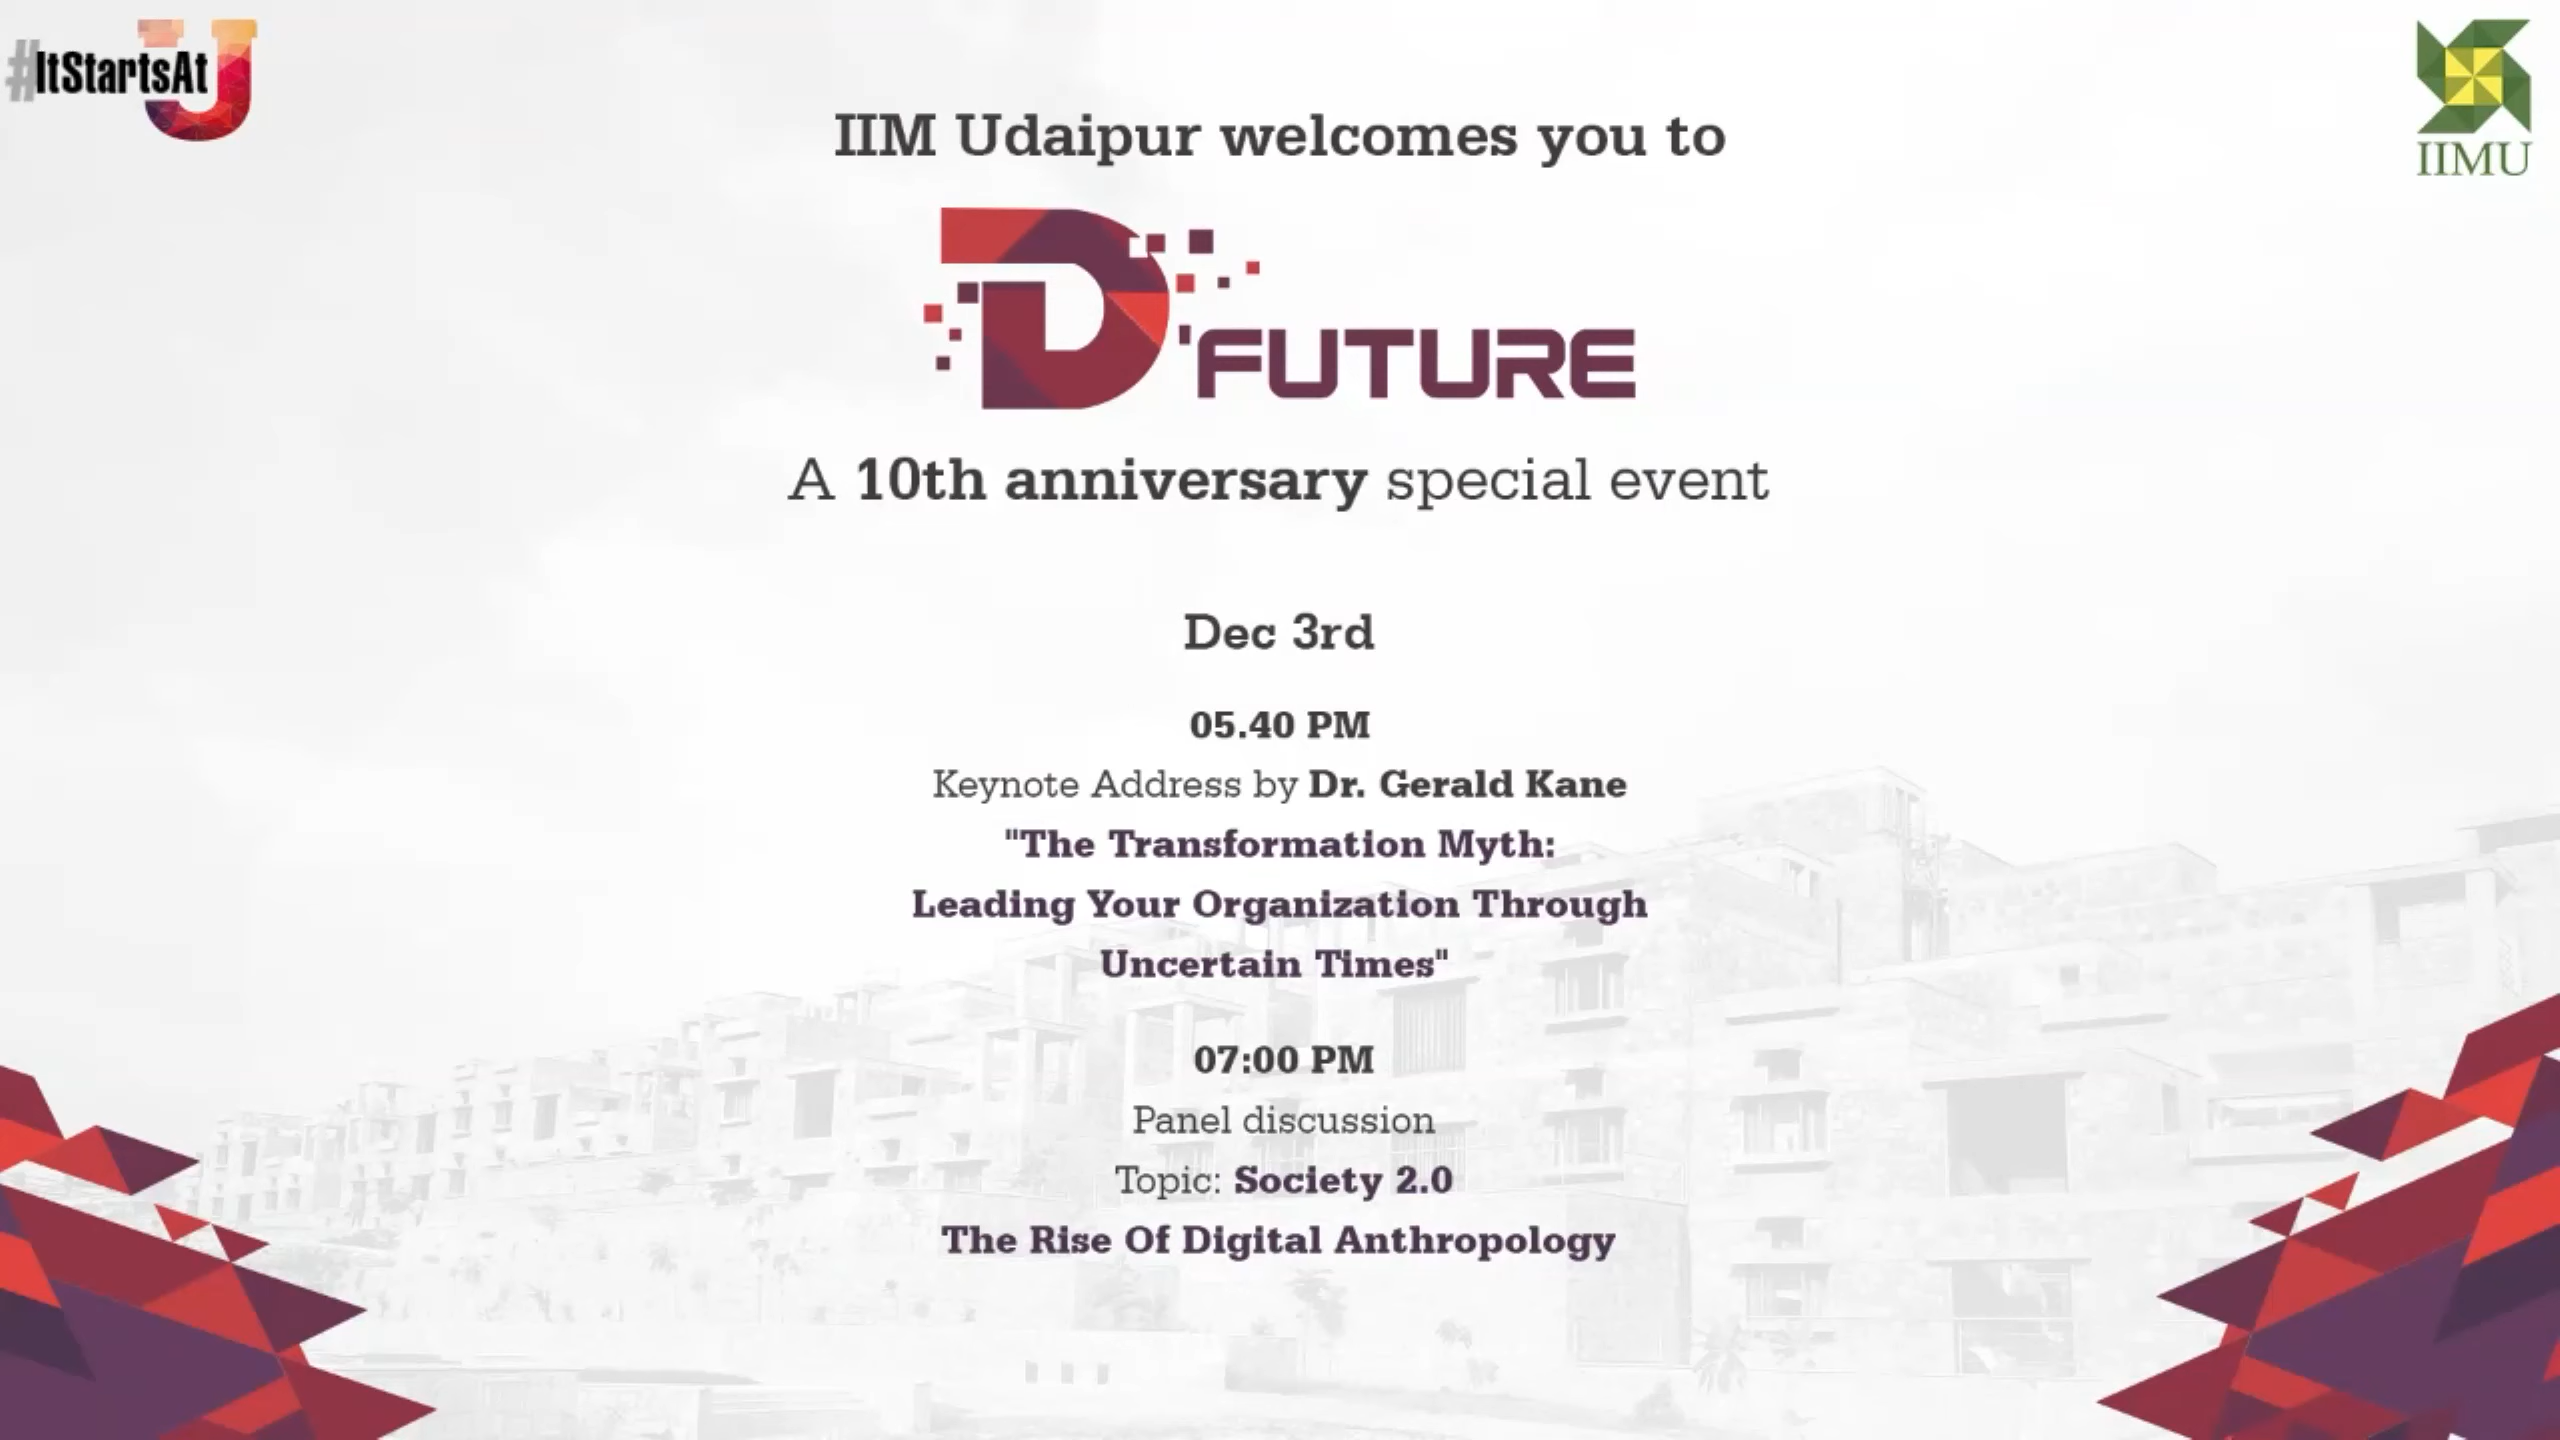 #ItStartsAt U
IIMU
IIM Udaipur welcomes you to
D'FUTURE
A 10th anniversary special event
Dec 3rd
05.40 PM
Keynote Address by Dr. Gerald Kane
"The Transformation Myth:
Leading Your Organization Through
Uncertain Times"
07:00 PM
Panel discussion
Topic: Society 2.0
The Rise Of Digital Anthropology